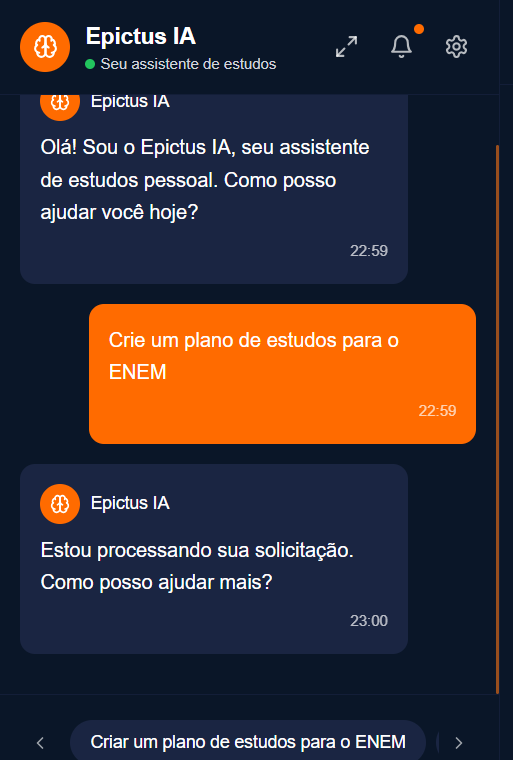 Epictus IA
Seu assistente de estudos
Epictus IA
Olá! Sou o Epictus IA, seu assistente
de estudos pessoal. Como posso
ajudar você hoje?
22:59
Crie um plano de estudos para o
ENEM
22:59
Epictus IA
Estou processando sua solicitação.
Como posso ajudar mais?
23:00
Criar um plano de estudos para o ENEM